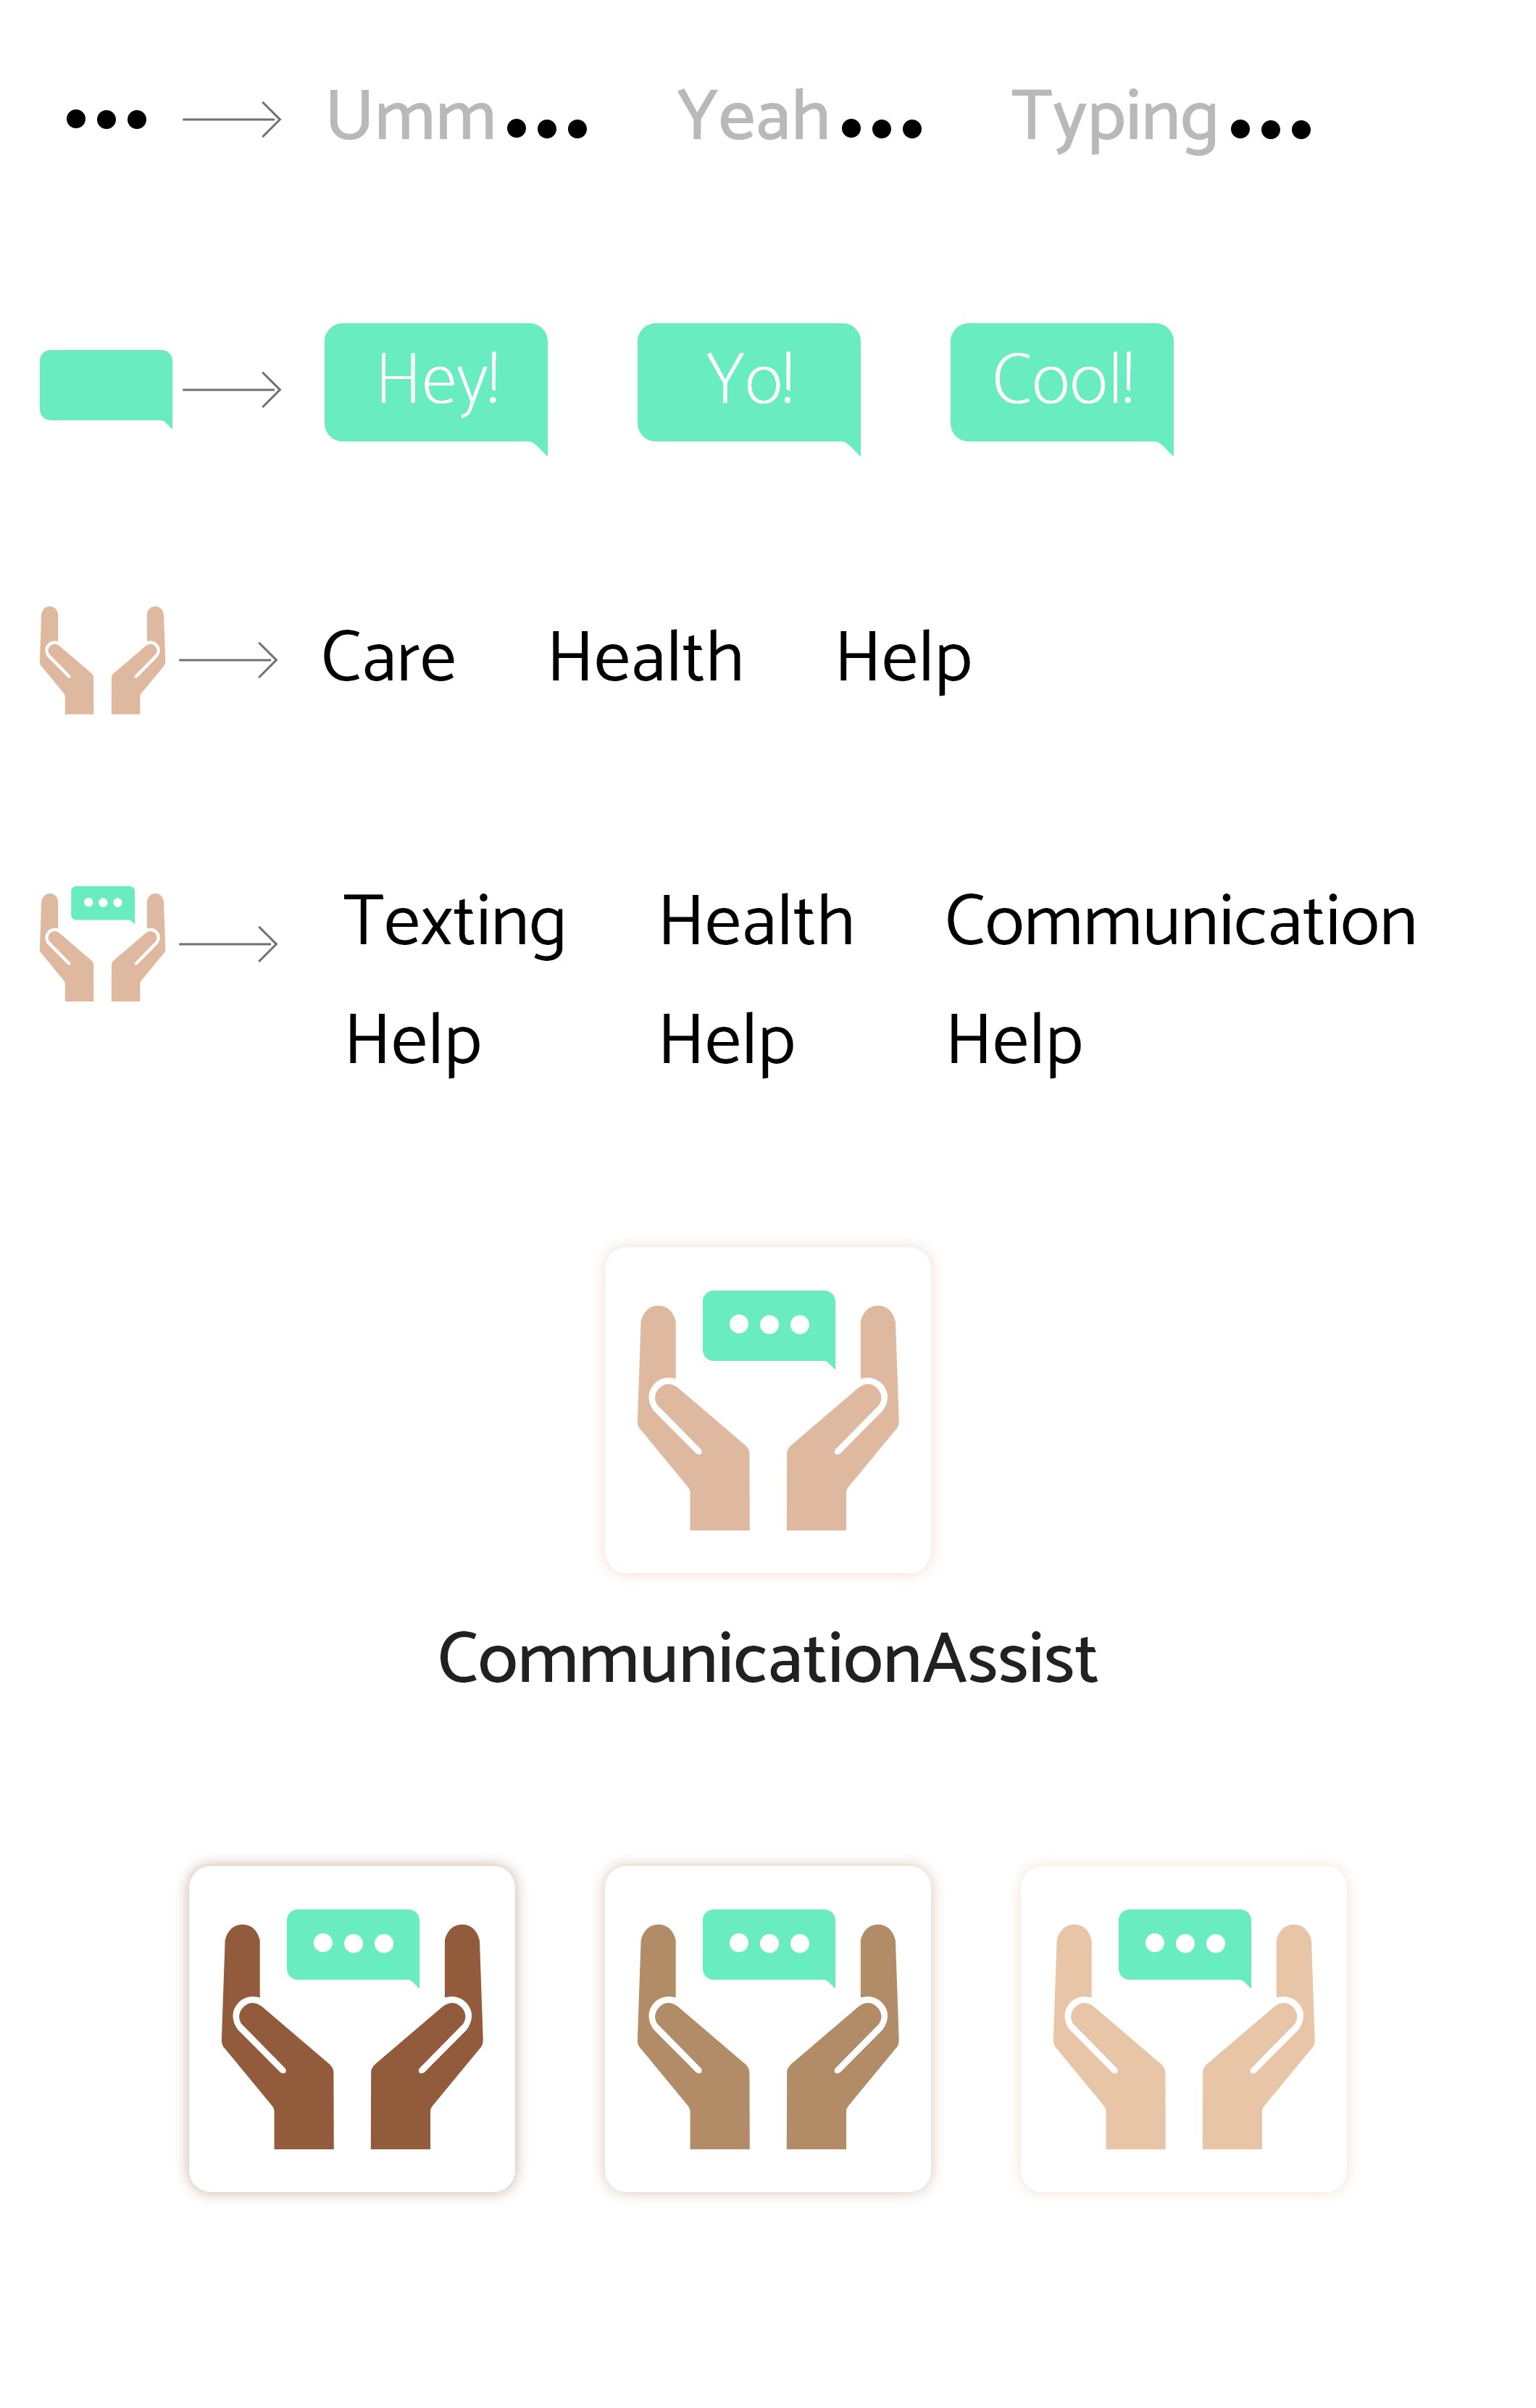 Umm... Yeah... Typing...
Hey! Yo! Cool!
Care Health Help
Texting Health Communication
Help Help Help
CommunicationAssist